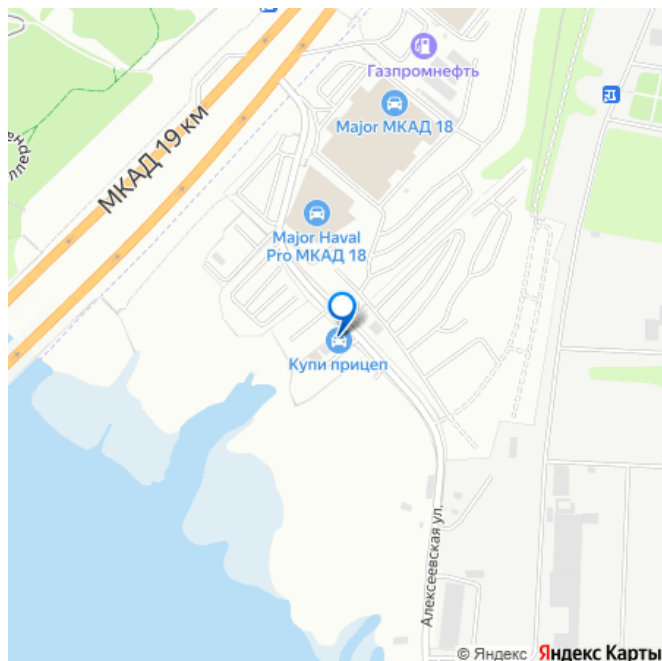 Газпромнефть
Major МКАД 18
МКАД 19 км
Major Haval
Pro МКАД 18
Купи прицеп
Алексеевская ул.
© Яндекс Яндекс Карты